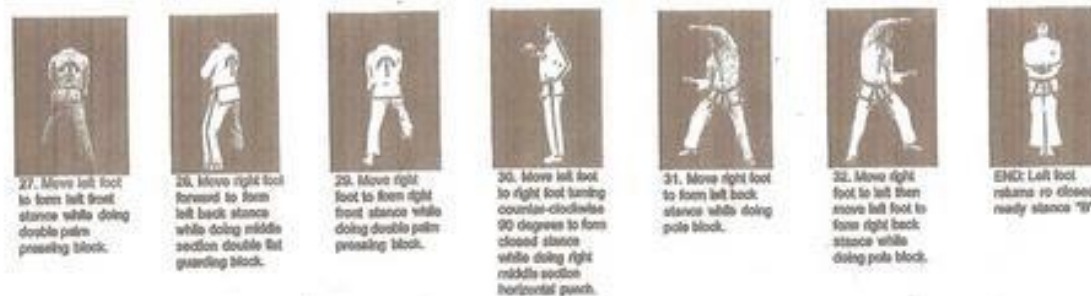 27. Move left foot
to form left front
stance while doing
double palm
pressing block.
28. Move right foot
forward to form
left back stance
while doing middle
section double fist
guarding block.
29. Move right
foot to form right
front stance while
doing double palm
pressing block.
30. Move left foot
to right foot turning
counter-clockwise
90 degrees to form
closed stance
while doing right
middle section
horizontal punch.
31. Move right foot
to form left back
stance while doing
pole block.
32. Move right
foot to left then
move left foot to
form right back
stance while
doing pole block.
END: Left foot
returns ro close
ready stance